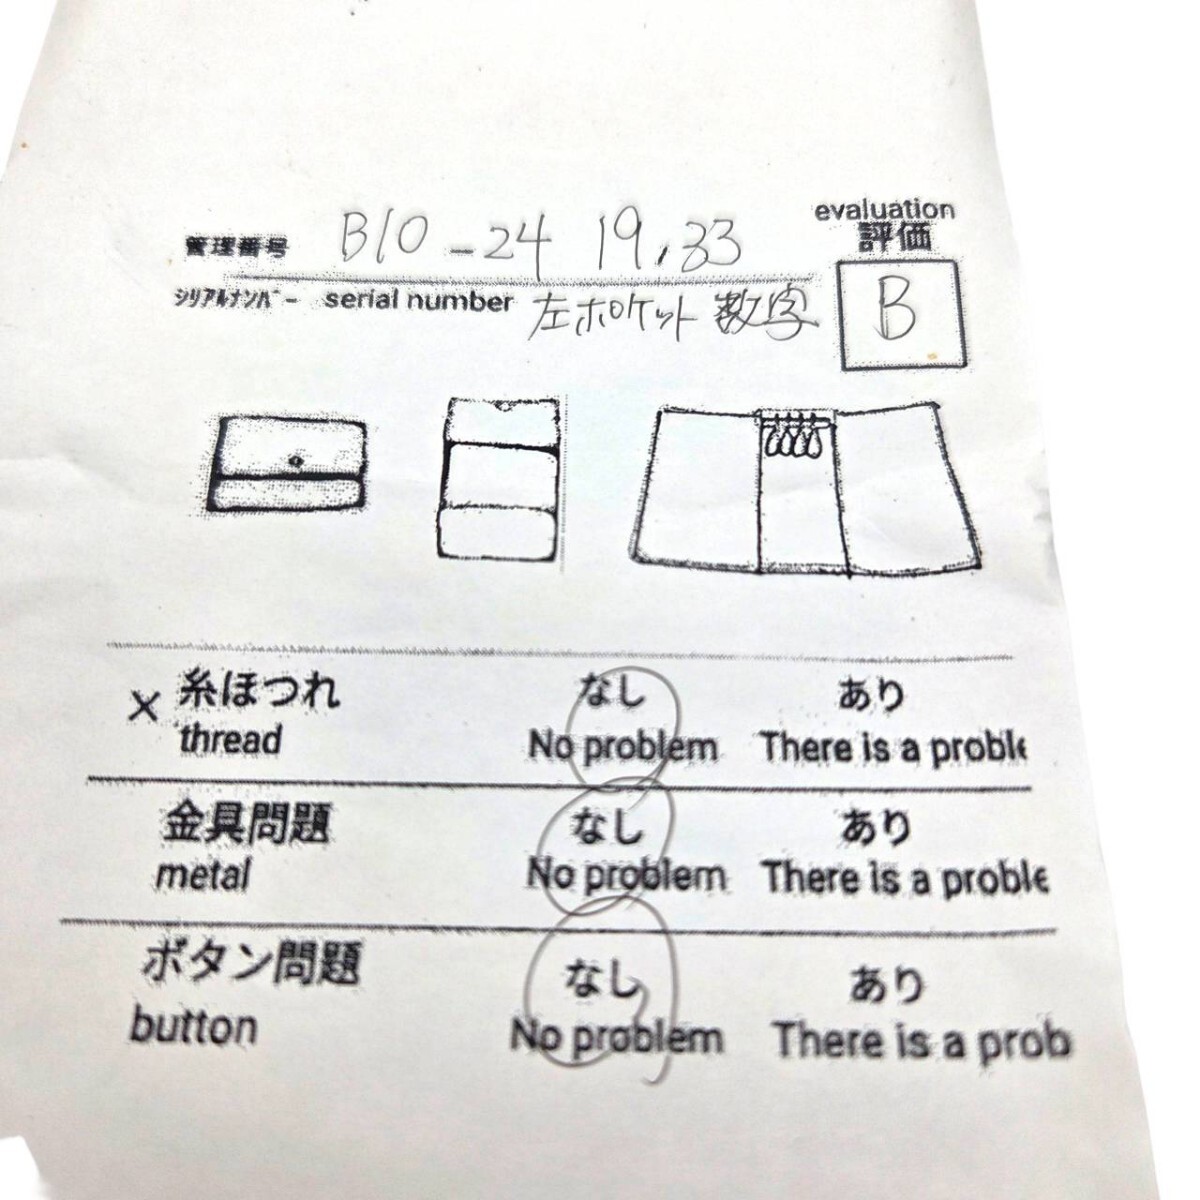 evaluation
管理番号 B10-24 19,33 評価
シリアルナンバー serial number 左ポケット 数字 B
× 糸ほつれ なし あり
thread No problem There is a proble
金具問題 なし あり
metal No problem There is a proble
ボタン問題 なし あり
button No problem There is a prob